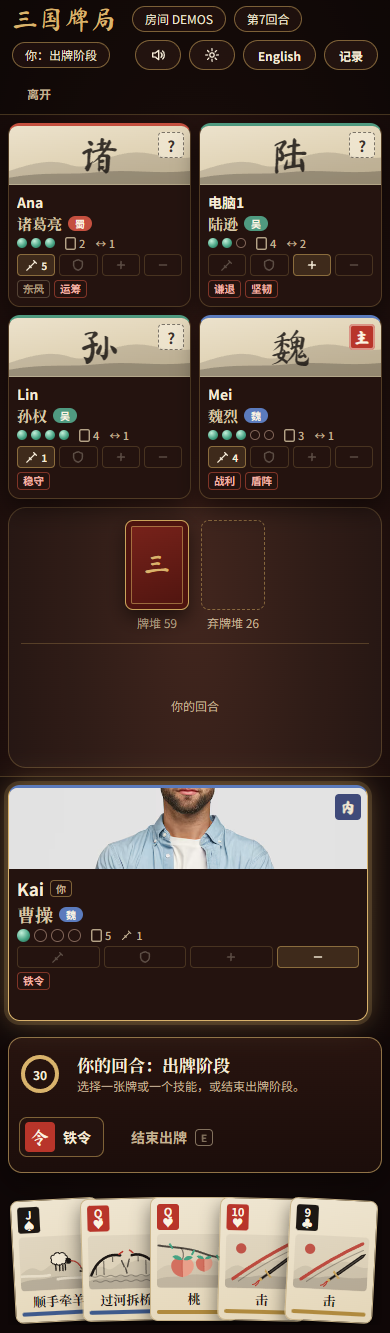 三国牌局
房间 DEMOS
第7回合
你：出牌阶段
English
记录
离开
诸
?
Ana
诸葛亮 蜀
2 ↔ 1
5
东风 运筹
陆
?
电脑1
陆逊 吴
4 ↔ 2
+ −
谦退 坚韧
孙
?
Lin
孙权 吴
4 ↔ 1
1 + −
稳守
魏
主
Mei
魏烈 魏
3 ↔ 1
4 + −
战利 盾阵
三
牌堆 59
弃牌堆 26
你的回合
内
Kai 你
曹操 魏
5 1
+ −
铁令
30
你的回合：出牌阶段
选择一张牌或一个技能，或结束出牌阶段。
令 铁令
结束出牌 E
J♠
顺手牵羊
Q♥
过河拆桥
Q♥
桃
10♥
击
9♣
击